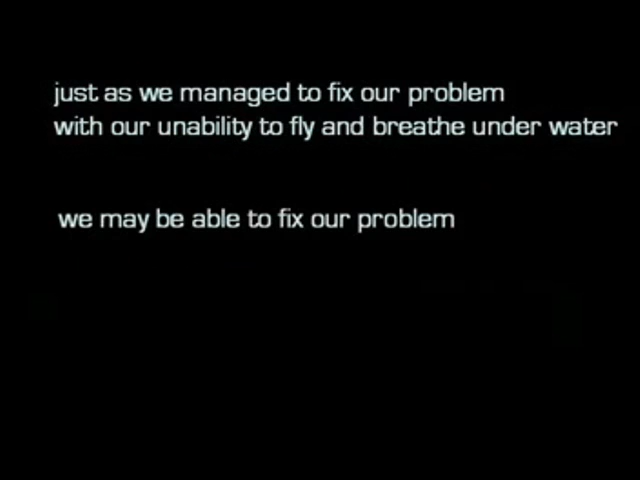 just as we managed to fix our problem
with our unability to fly and breathe under water
we may be able to fix our problem